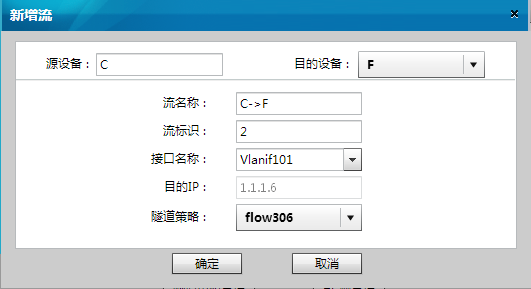 新增流
源设备： C 目的设备： F
流名称： C->F
流标识： 2
接口名称： Vlanif101
目的IP： 1.1.1.6
隧道策略： flow306
确定 取消